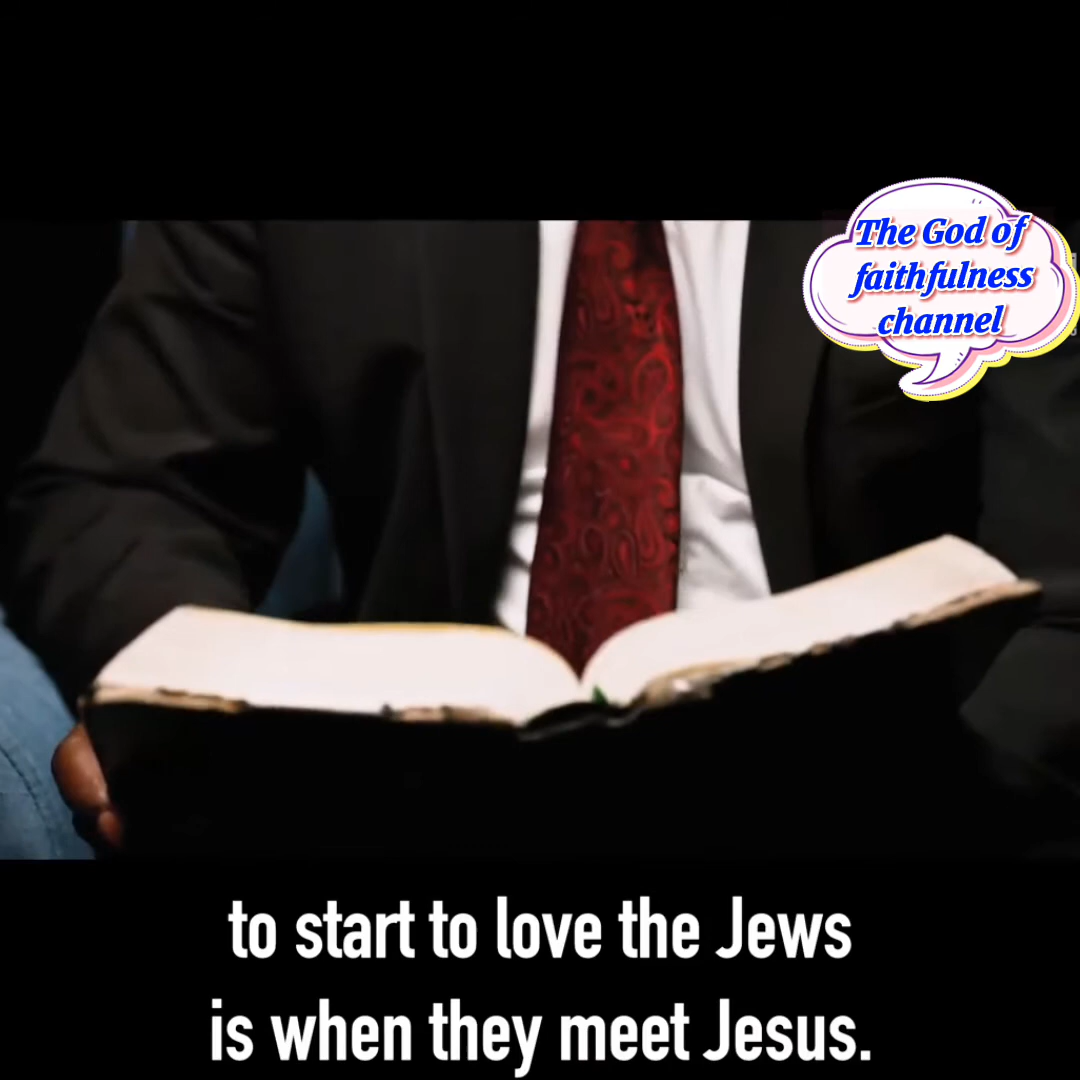 The God of
faithfulness
channel
to start to love the Jews
is when they meet Jesus.